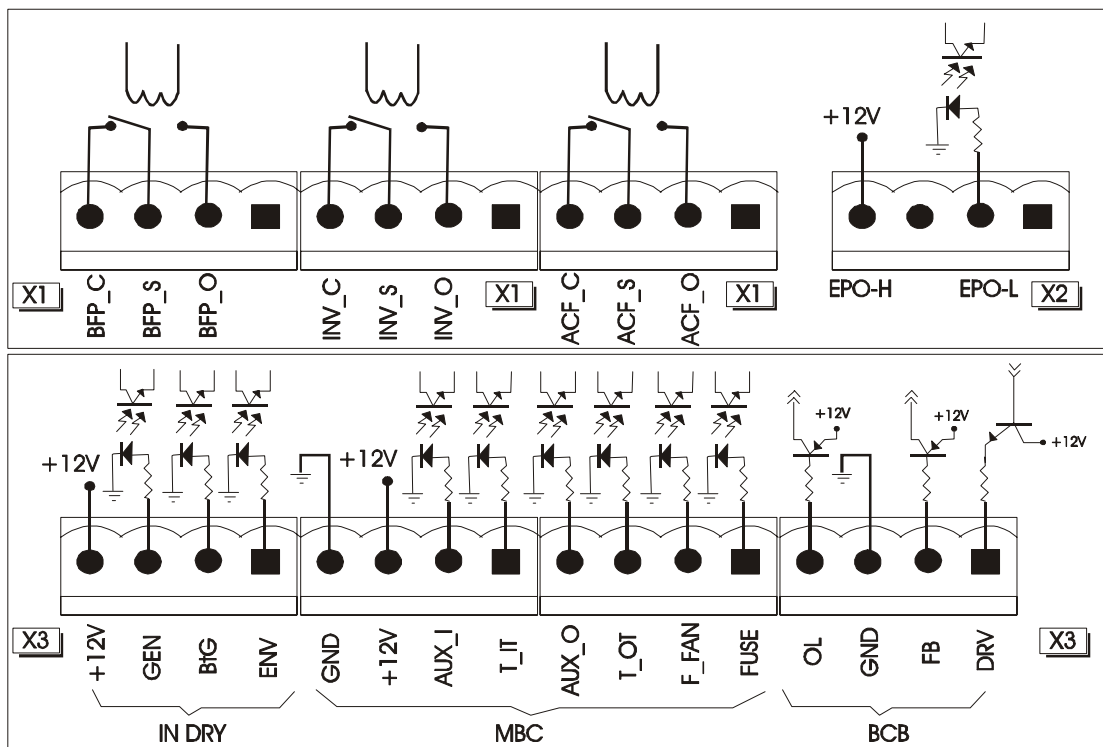 +12V
X1 BFP_C BFP_S BFP_O INV_C INV_S INV_O X1 ACF_C ACF_S ACF_O X1 EPO-H EPO-L X2
+12V +12V +12V +12V +12V
X3 +12V GEN BtG ENV GND +12V AUX_I T_IT AUX_O T_OT F_FAN FUSE OL GND FB DRV X3
IN DRY MBC BCB